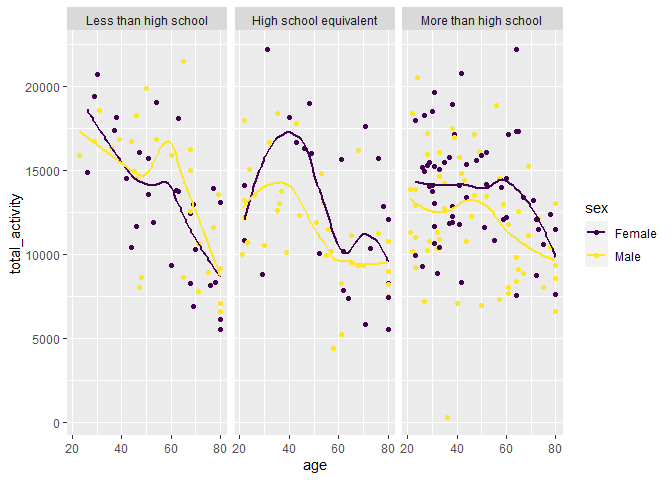 Less than high school
High school equivalent
More than high school
20000
15000
10000
5000
0
total_activity
20
40
60
80
20
40
60
80
20
40
60
80
age
sex
Female
Male